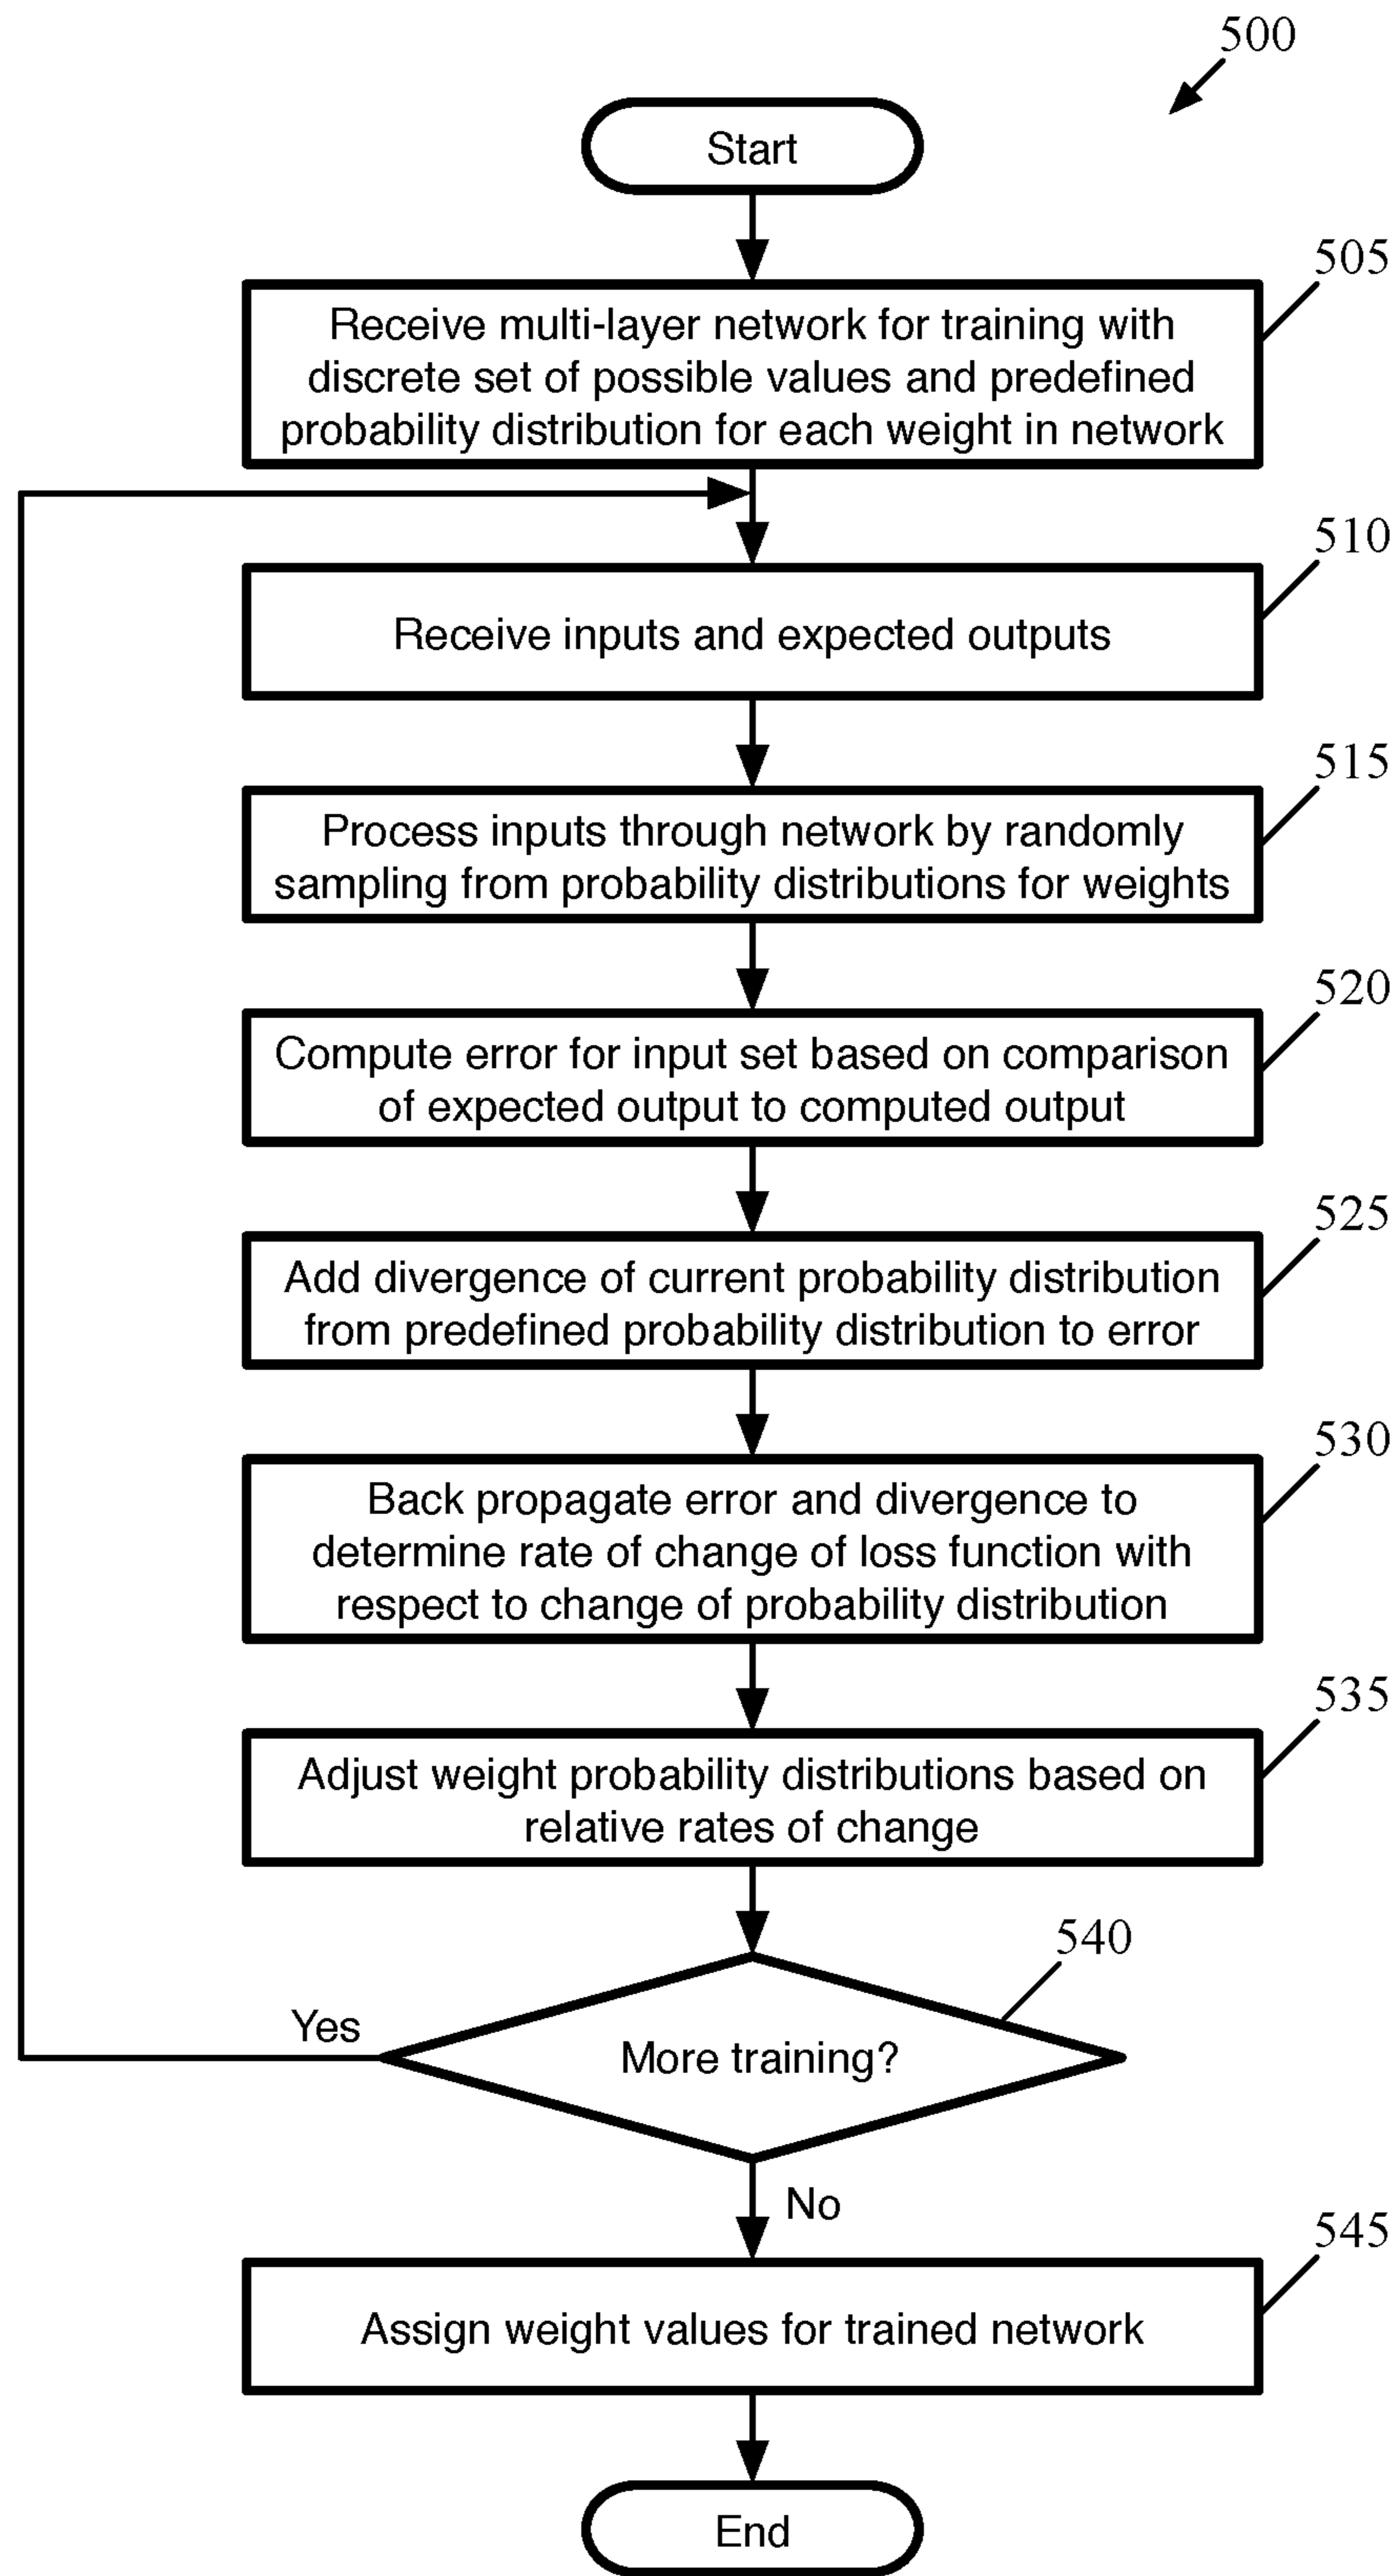 500
Start
505
Receive multi-layer network for training with
discrete set of possible values and predefined
probability distribution for each weight in network
510
Receive inputs and expected outputs
515
Process inputs through network by randomly
sampling from probability distributions for weights
520
Compute error for input set based on comparison
of expected output to computed output
525
Add divergence of current probability distribution
from predefined probability distribution to error
530
Back propagate error and divergence to
determine rate of change of loss function with
respect to change of probability distribution
535
Adjust weight probability distributions based on
relative rates of change
540
Yes
More training?
No
545
Assign weight values for trained network
End